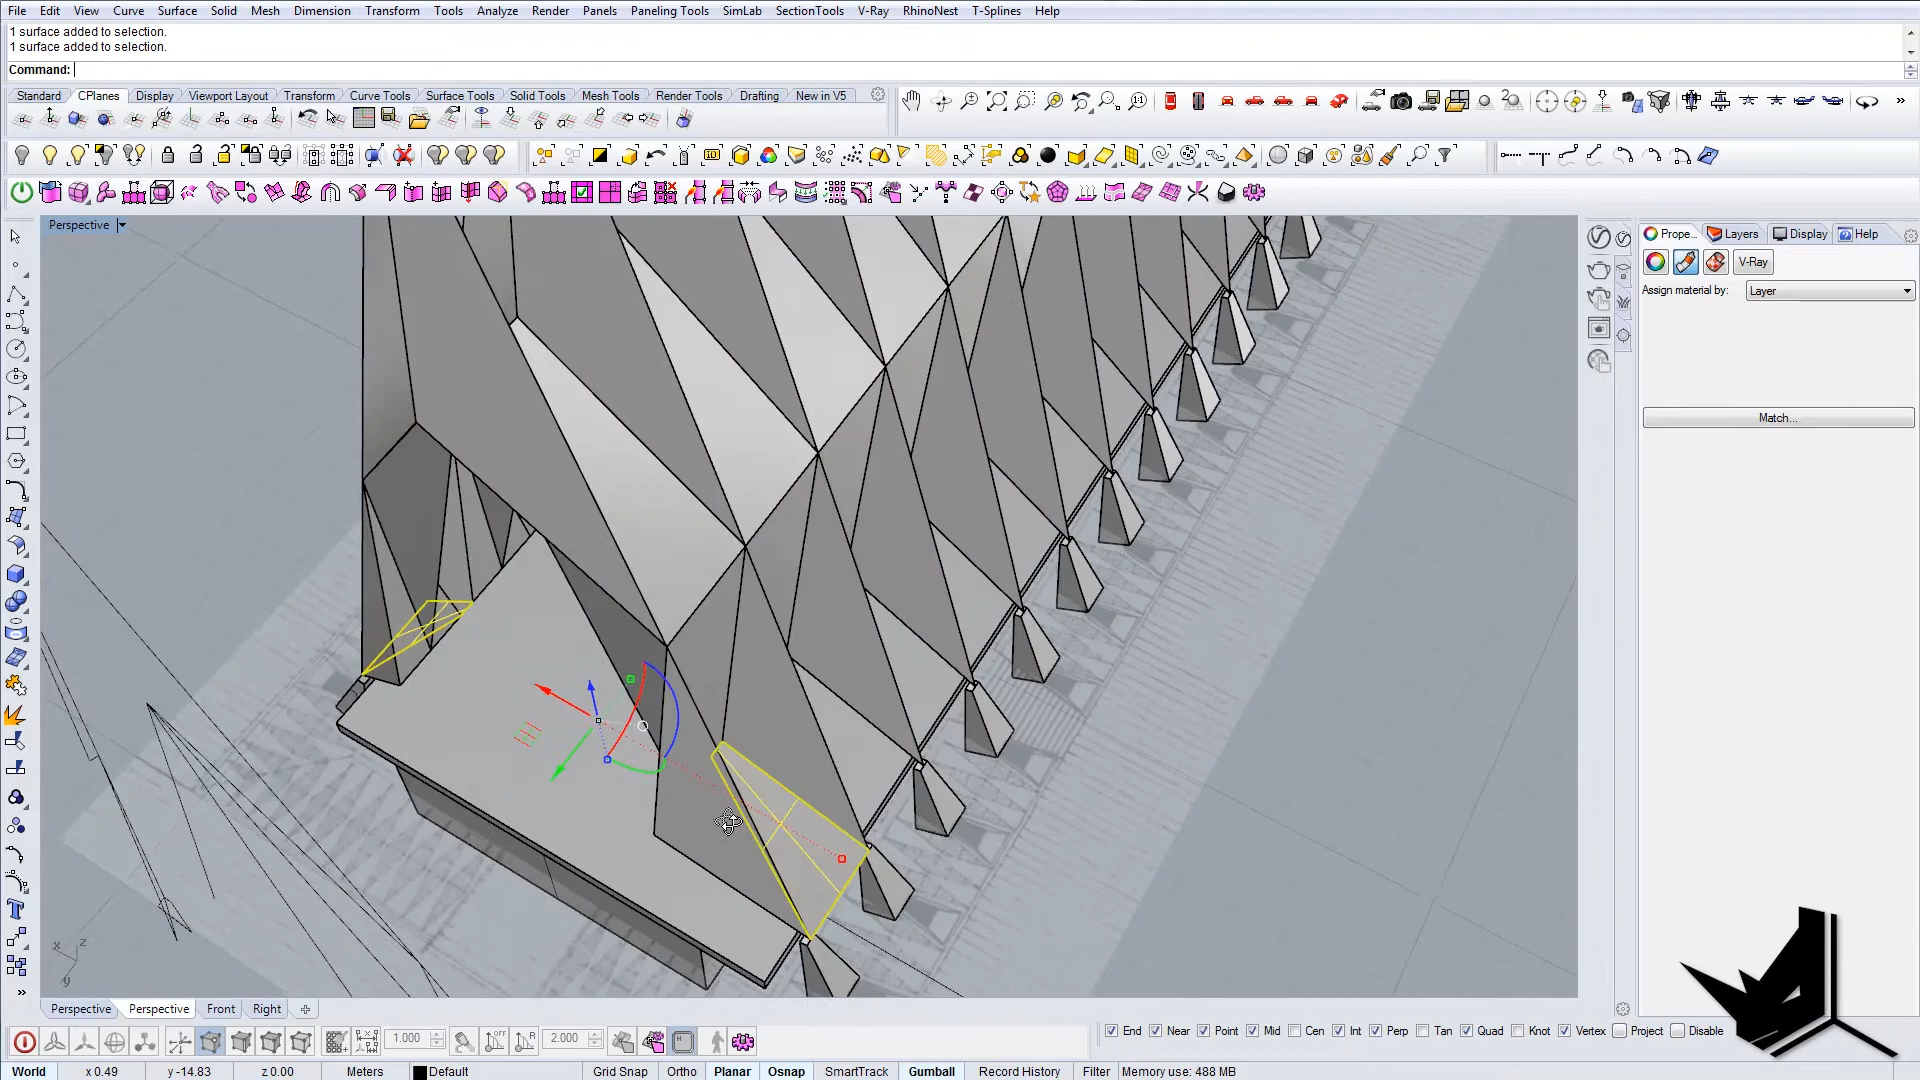 File Edit View Curve Surface Solid Mesh Dimension Transform Tools Analyze Render Panels Paneling Tools SimLab SectionTools V-Ray RhinoNest T-Splines Help
1 surface added to selection.
1 surface added to selection.
Command:
Standard CPlanes Display Viewport Layout Transform Curve Tools Surface Tools Solid Tools Mesh Tools Render Tools Drafting New in V5
Perspective
Prope... Layers Display Help
V-Ray
Assign material by: Layer
Match...
x z
y
Perspective Perspective Front Right
1.000 2.000
End Near Point Mid Cen Int Perp Tan Quad Knot Vertex Project Disable
World x 0.49 y -14.83 z 0.00 Meters Default Grid Snap Ortho Planar Osnap SmartTrack Gumball Record History Filter Memory use: 488 MB